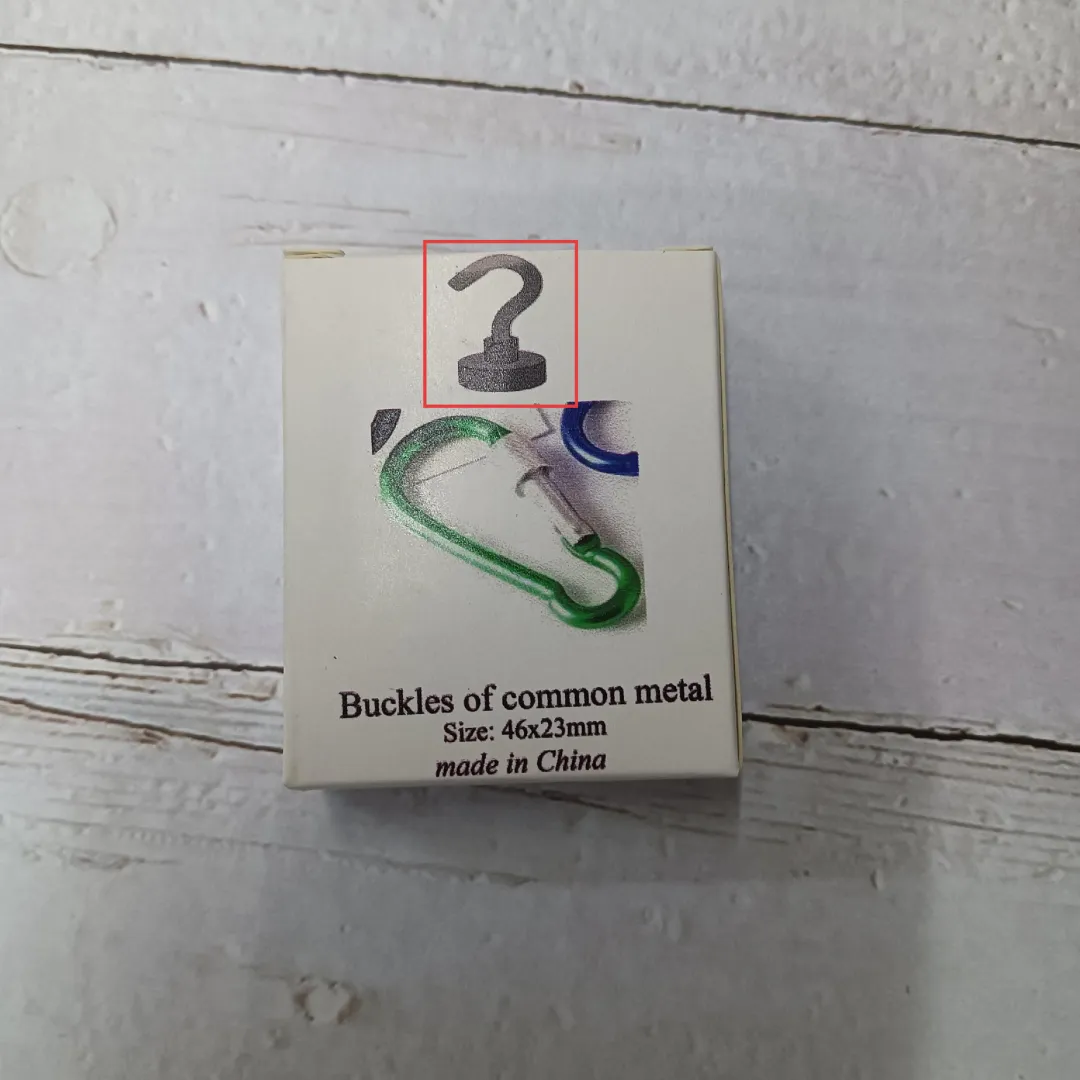 Buckles of common metal
Size: 46x23mm
made in China